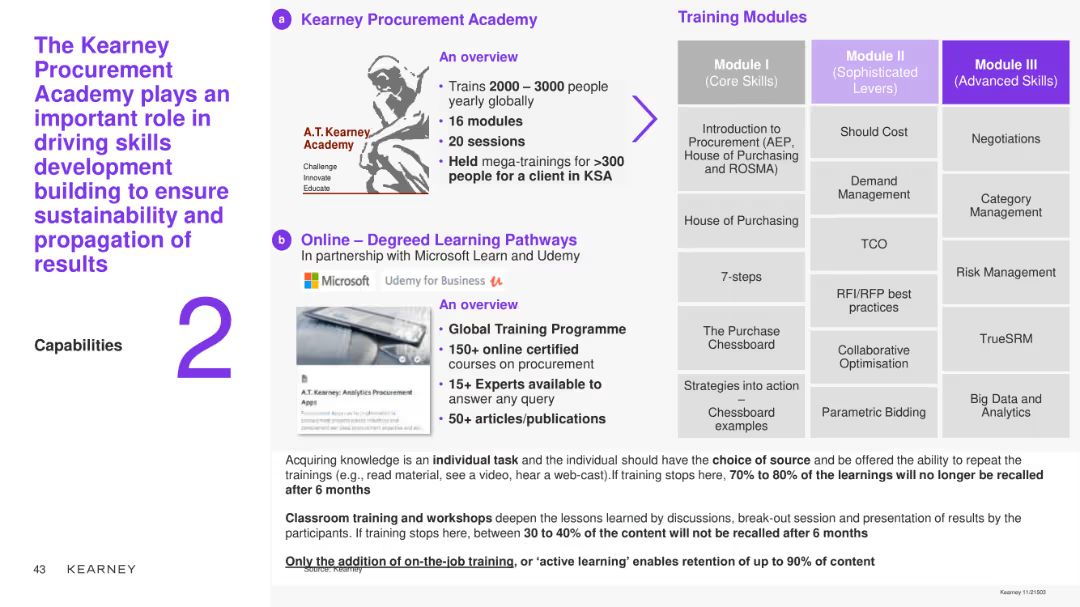 The Kearney
Procurement
Academy plays an
important role in
driving skills
development
building to ensure
sustainability and
propagation of
results
Capabilities
2
43 KEARNEY
a Kearney Procurement Academy
A.T. Kearney
Academy
Challenge
Innovate
Educate
An overview
• Trains 2000 – 3000 people
yearly globally
• 16 modules
• 20 sessions
• Held mega-trainings for >300
people for a client in KSA
b Online – Degreed Learning Pathways
In partnership with Microsoft Learn and Udemy
Microsoft Udemy for Business u
A.T. Kearney: Analytics Procurement
Apps
An overview
• Global Training Programme
• 150+ online certified
courses on procurement
• 15+ Experts available to
answer any query
• 50+ articles/publications
Training Modules
Module I
(Core Skills)
Introduction to
Procurement (AEP,
House of Purchasing
and ROSMA)
House of Purchasing
7-steps
The Purchase
Chessboard
Strategies into action
–
Chessboard
examples
Module II
(Sophisticated
Levers)
Should Cost
Demand
Management
TCO
RFI/RFP best
practices
Collaborative
Optimisation
Parametric Bidding
Module III
(Advanced Skills)
Negotiations
Category
Management
Risk Management
TrueSRM
Big Data and
Analytics
Acquiring knowledge is an individual task and the individual should have the choice of source and be offered the ability to repeat the
trainings (e.g., read material, see a video, hear a web-cast).If training stops here, 70% to 80% of the learnings will no longer be recalled
after 6 months
Classroom training and workshops deepen the lessons learned by discussions, break-out session and presentation of results by the
participants. If training stops here, between 30 to 40% of the content will not be recalled after 6 months
Only the addition of on-the-job training, or ‘active learning’ enables retention of up to 90% of content
Source: Kearney
Kearney 11/21503